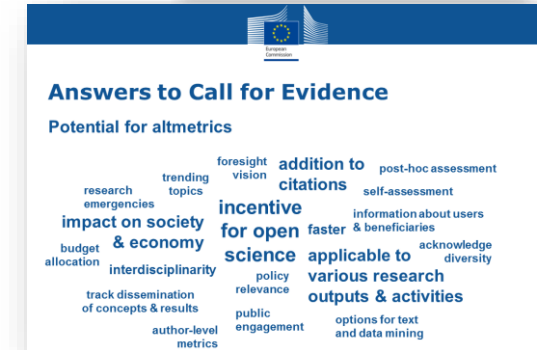 European
Commission
Answers to Call for Evidence
Potential for altmetrics
foresight
vision
addition to
citations
post-hoc assessment
trending
topics
self-assessment
research
emergencies
incentive
for open
science
information about users
& beneficiaries
impact on society
& economy
faster
acknowledge
diversity
budget
allocation
interdisciplinarity
applicable to
various research
outputs & activities
policy
relevance
track dissemination
of concepts & results
public
engagement
options for text
and data mining
author-level
metrics